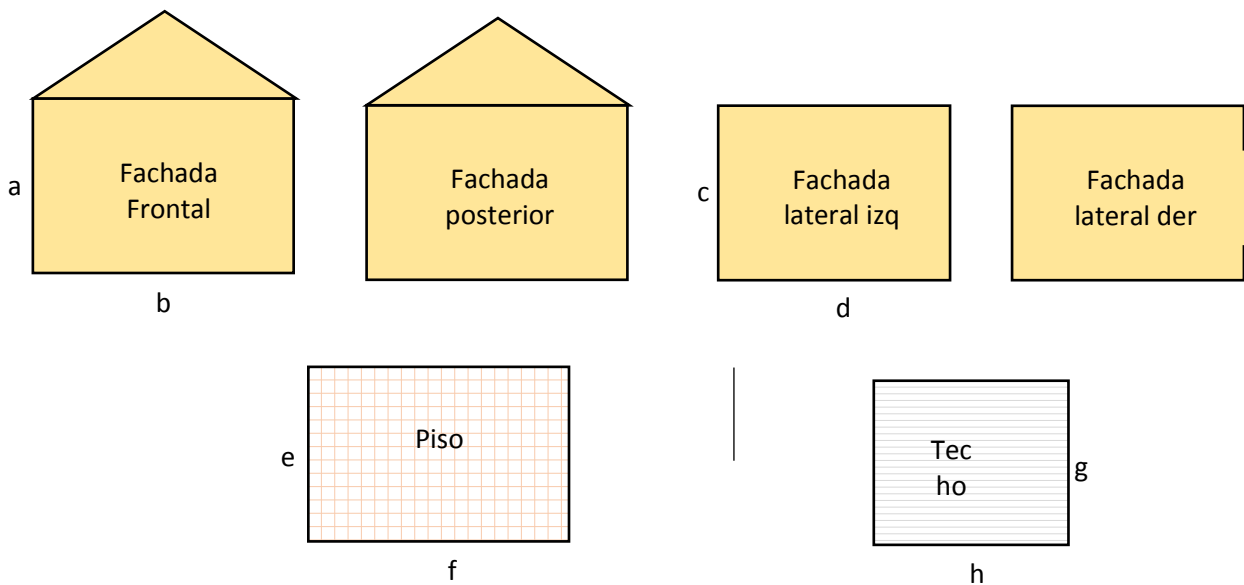 a
Fachada
Frontal
b
Fachada
posterior
c
Fachada
lateral izq
d
Fachada
lateral der
e
Piso
f
Tec
ho
g
h